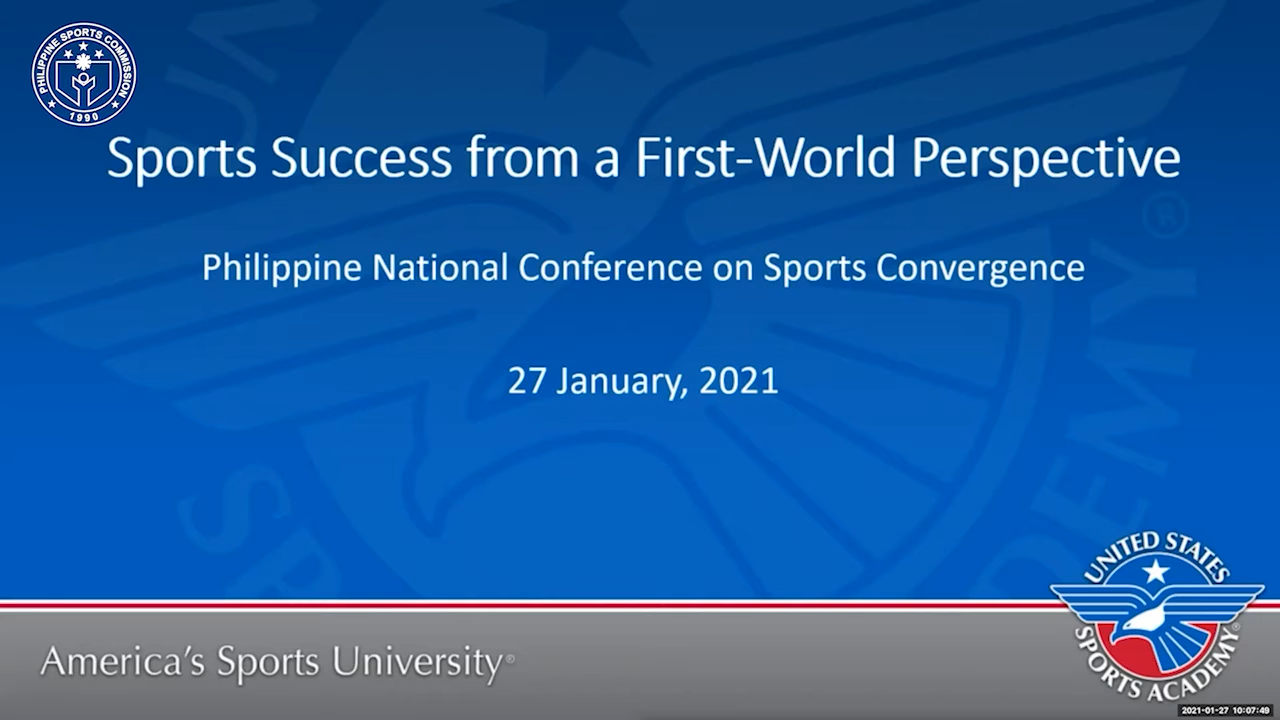 PHILIPPINE SPORTS COMMISSION
1990
Sports Success from a First-World Perspective
Philippine National Conference on Sports Convergence
27 January, 2021
America's Sports University®
UNITED STATES
SPORTS ACADEMY®
2021-01-27 10:07:49